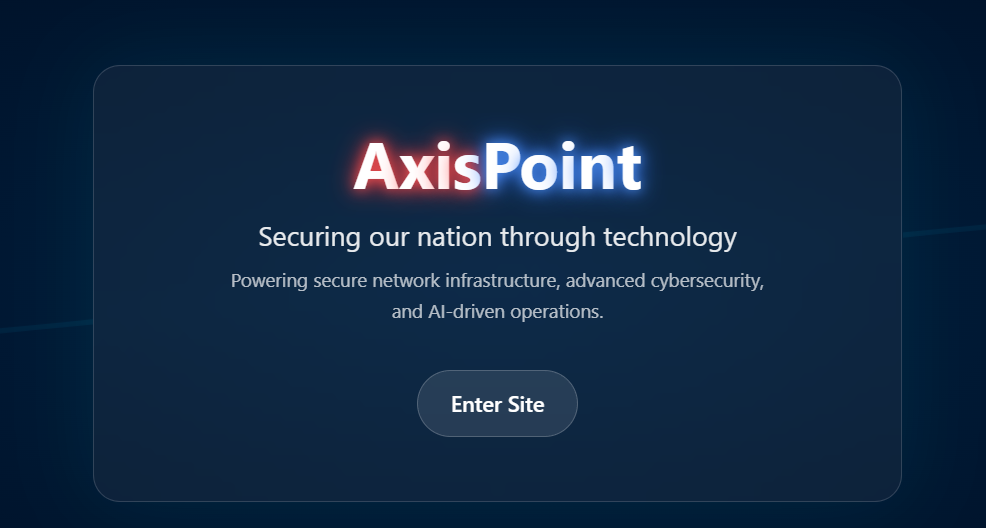 AxisPoint
Securing our nation through technology
Powering secure network infrastructure, advanced cybersecurity,
and AI-driven operations.
Enter Site